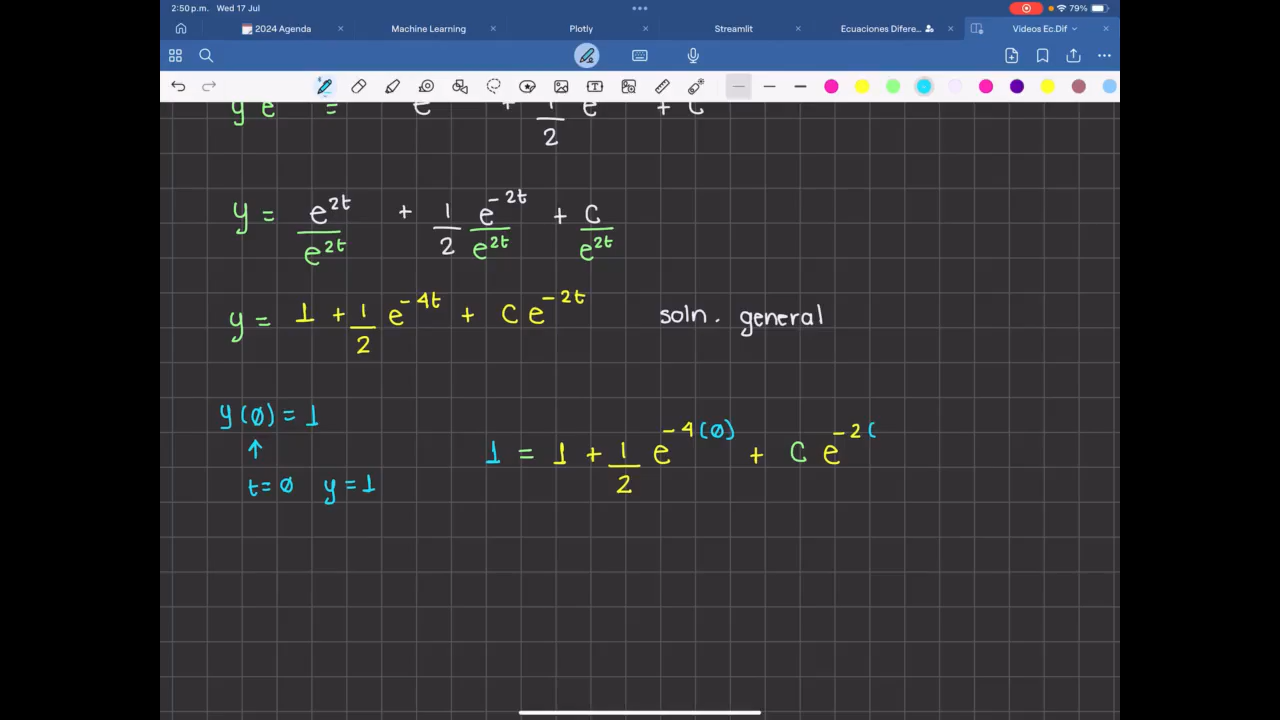 2:50 p.m. Wed 17 Jul 79%
2024 Agenda Machine Learning Plotly Streamlit Ecuaciones Difere... Videos Ec.Dif
y e = e + 1/2 e + C
y = e^2t/e^2t + 1/2 e^-2t/e^2t + C/e^2t
y = 1 + 1/2 e^-4t + C e^-2t soln. general
y(0) = 1
1 = 1 + 1/2 e^-4(0) + C e^-2(
↑
t=0 y=1